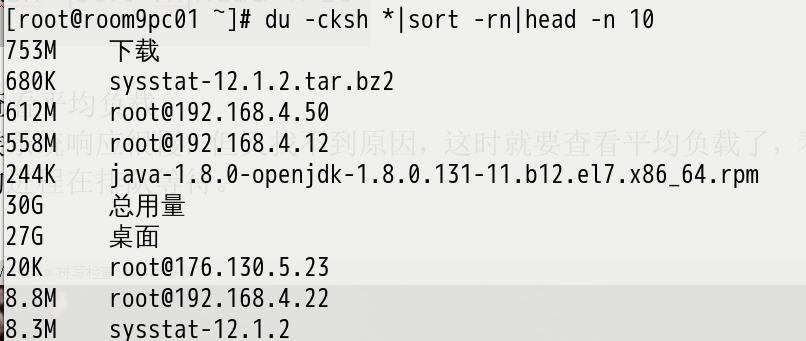 [root@room9pc01 ~]# du -cksh *|sort -rn|head -n 10
753M 下载
680K sysstat-12.1.2.tar.bz2
612M root@192.168.4.50
558M root@192.168.4.12
244K java-1.8.0-openjdk-1.8.0.131-11.b12.el7.x86_64.rpm
30G 总用量
27G 桌面
20K root@176.130.5.23
8.8M root@192.168.4.22
8.3M sysstat-12.1.2